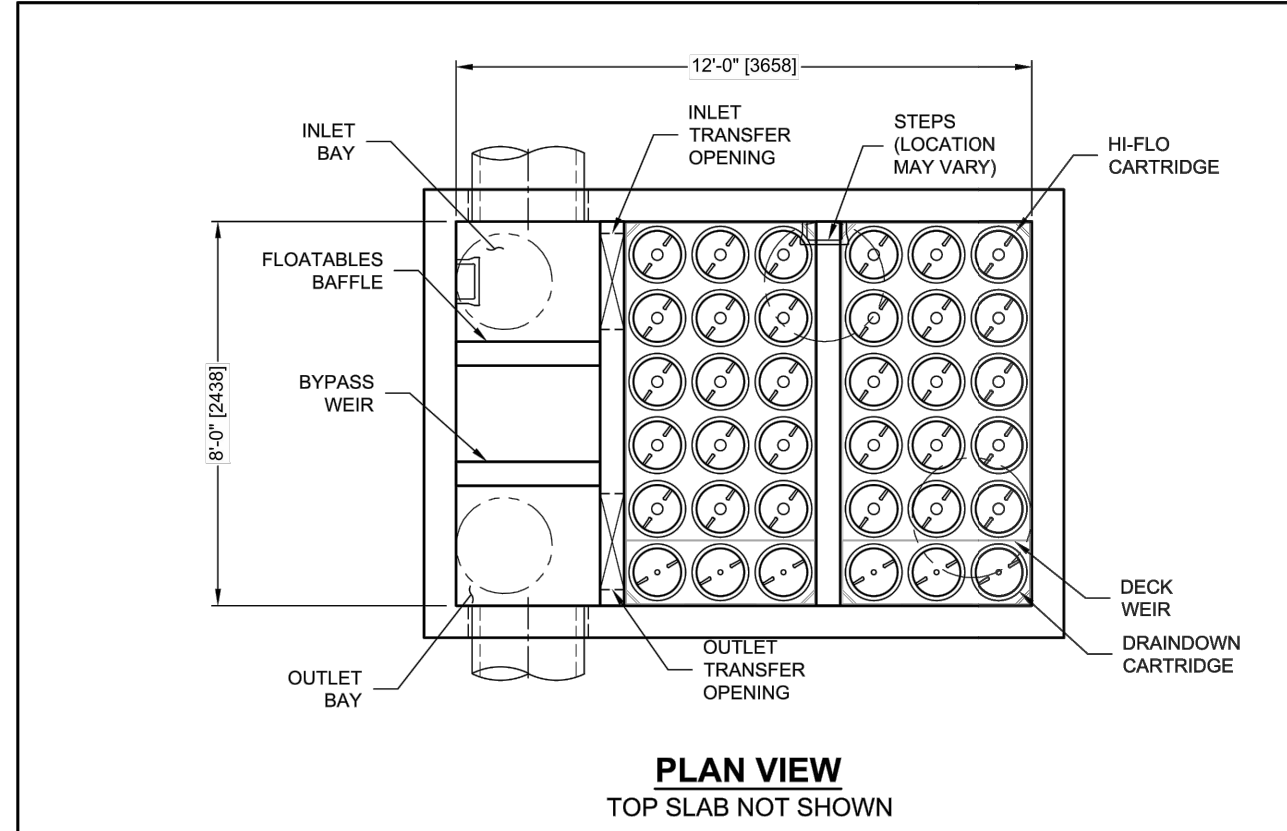 12'-0" [3658]
INLET
BAY
INLET
TRANSFER
OPENING
STEPS
(LOCATION
MAY VARY)
HI-FLO
CARTRIDGE
FLOATABLES
BAFFLE
8'-0" [2438]
BYPASS
WEIR
DECK
WEIR
DRAINDOWN
CARTRIDGE
OUTLET
TRANSFER
OPENING
OUTLET
BAY
PLAN VIEW
TOP SLAB NOT SHOWN